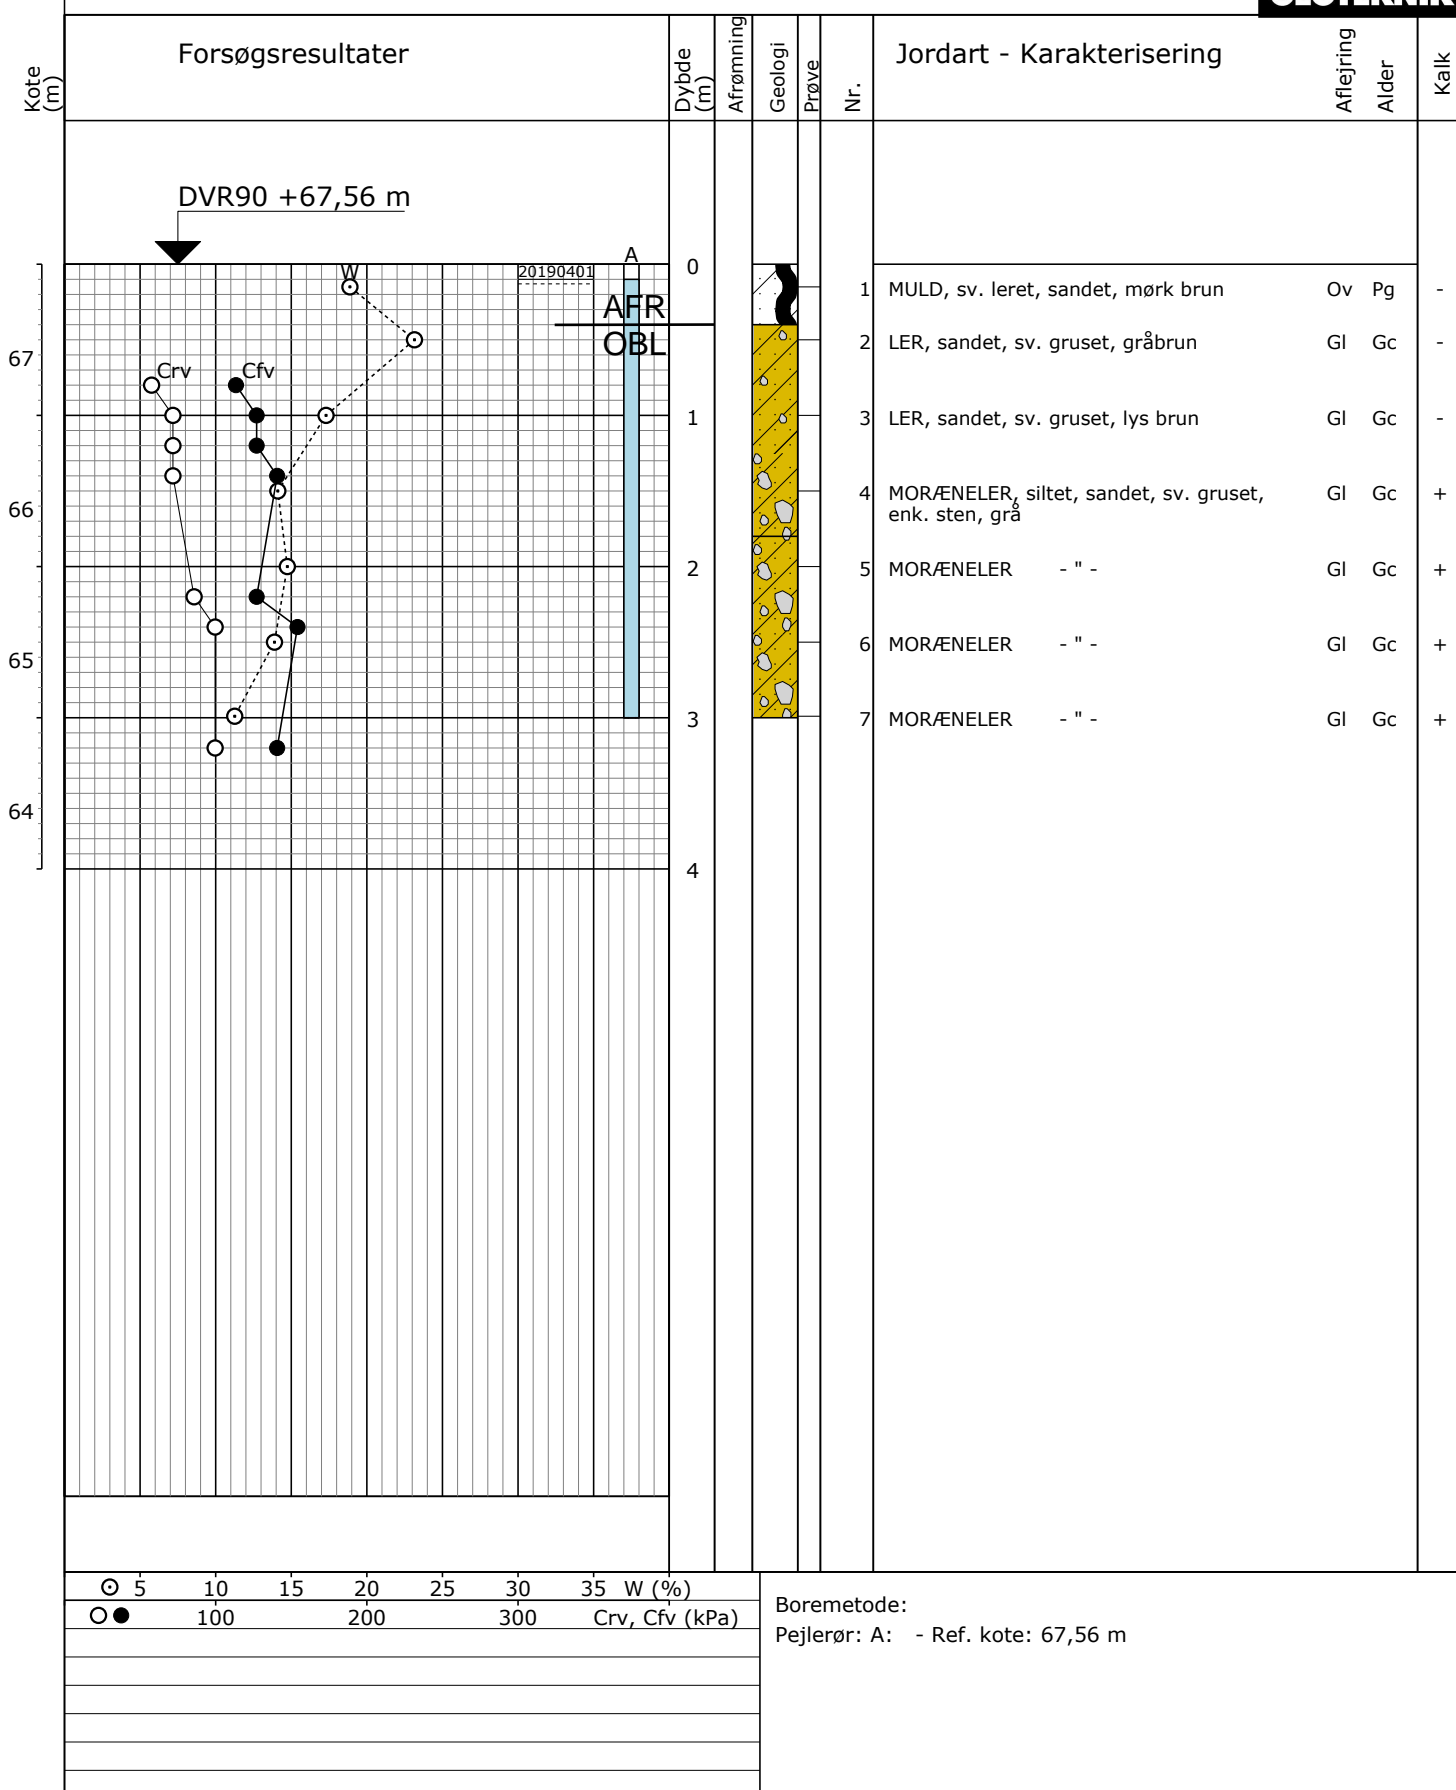 Kote (m)
Forsøgsresultater
Dybde (m)
Afrømning
Geologi
Prøve
Nr.
Jordart - Karakterisering
Aflejring
Alder
Kalk
DVR90 +67,56 m
A
W
20190401
0
AFR
OBL
1 MULD, sv. leret, sandet, mørk brun Ov Pg -
67
2 LER, sandet, sv. gruset, gråbrun Gl Gc -
Crv
Cfv
1
3 LER, sandet, sv. gruset, lys brun Gl Gc -
66
4 MORÆNELER, siltet, sandet, sv. gruset, Gl Gc +
enk. sten, grå
2
5 MORÆNELER - " - Gl Gc +
65
6 MORÆNELER - " - Gl Gc +
3
7 MORÆNELER - " - Gl Gc +
64
4
5 10 15 20 25 30 35 W (%)
100 200 300 Crv, Cfv (kPa)
Boremetode:
Pejlerør: A: - Ref. kote: 67,56 m